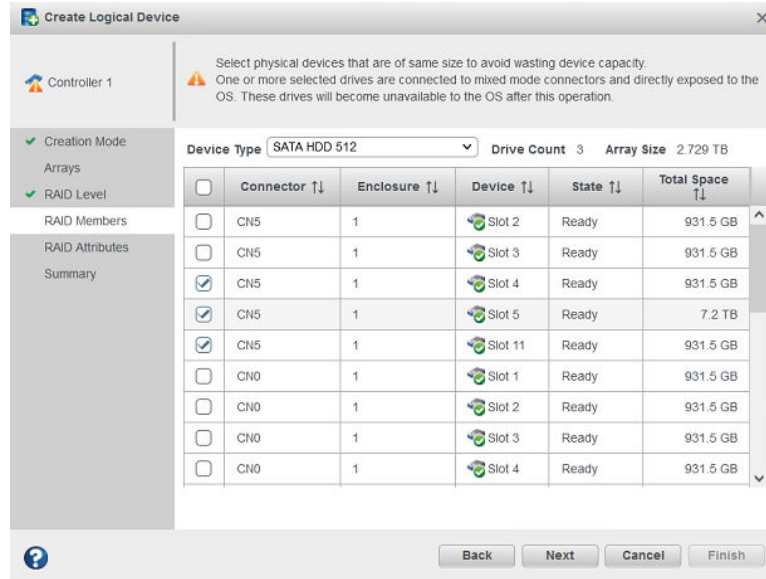 Create Logical Device
Controller 1
Select physical devices that are of same size to avoid wasting device capacity.
One or more selected drives are connected to mixed mode connectors and directly exposed to the
OS. These drives will become unavailable to the OS after this operation.
Creation Mode
Arrays
RAID Level
RAID Members
RAID Attributes
Summary
Device Type SATA HDD 512 Drive Count 3 Array Size 2.729 TB
Connector Enclosure Device State Total Space
CN5 1 Slot 2 Ready 931.5 GB
CN5 1 Slot 3 Ready 931.5 GB
CN5 1 Slot 4 Ready 931.5 GB
CN5 1 Slot 5 Ready 7.2 TB
CN5 1 Slot 11 Ready 931.5 GB
CN0 1 Slot 1 Ready 931.5 GB
CN0 1 Slot 2 Ready 931.5 GB
CN0 1 Slot 3 Ready 931.5 GB
CN0 1 Slot 4 Ready 931.5 GB
? Back Next Cancel Finish